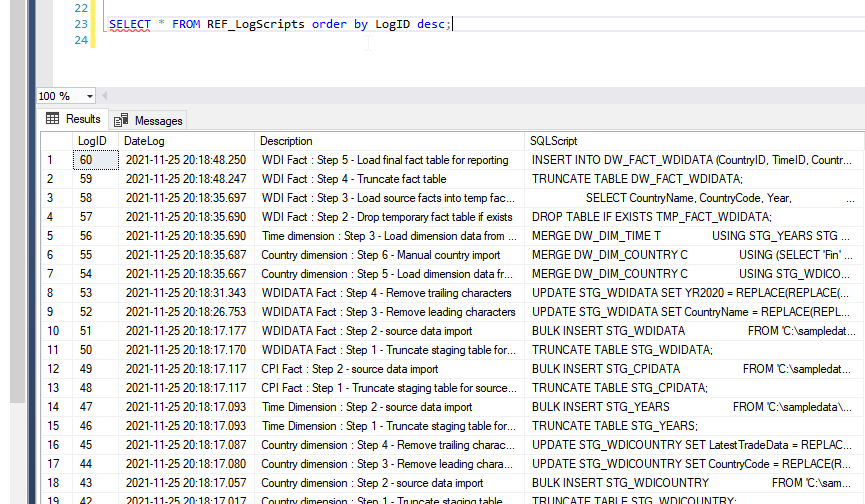 22
23 SELECT * FROM REF_LogScripts order by LogID desc;
24
100 %
Results Messages
LogID DateLog Description SQLScript
1 60 2021-11-25 20:18:48.250 WDI Fact : Step 5 - Load final fact table for reporting INSERT INTO DW_FACT_WDIDATA (CountryID, TimeID, Countr...
2 59 2021-11-25 20:18:48.247 WDI Fact : Step 4 - Truncate fact table TRUNCATE TABLE DW_FACT_WDIDATA;
3 58 2021-11-25 20:18:35.697 WDI Fact : Step 3 - Load source facts into temp fac... SELECT CountryName, CountryCode, Year, ...
4 57 2021-11-25 20:18:35.690 WDI Fact : Step 2 - Drop temporary fact table if exists DROP TABLE IF EXISTS TMP_FACT_WDIDATA;
5 56 2021-11-25 20:18:35.690 Time dimension : Step 3 - Load dimension data from ... MERGE DW_DIM_TIME T USING STG_YEARS STG ...
6 55 2021-11-25 20:18:35.687 Country dimension : Step 6 - Manual country import MERGE DW_DIM_COUNTRY C USING (SELECT 'Fin' ...
7 54 2021-11-25 20:18:35.667 Country dimension : Step 5 - Load dimension data fr... MERGE DW_DIM_COUNTRY C USING STG_WDICO...
8 53 2021-11-25 20:18:31.343 WDIDATA Fact : Step 4 - Remove trailing characters UPDATE STG_WDIDATA SET YR2020 = REPLACE(REPLACE(...
9 52 2021-11-25 20:18:26.753 WDIDATA Fact : Step 3 - Remove leading characters UPDATE STG_WDIDATA SET CountryName = REPLACE(REPL...
10 51 2021-11-25 20:18:17.177 WDIDATA Fact : Step 2 - source data import BULK INSERT STG_WDIDATA FROM 'C:\sampledat...
11 50 2021-11-25 20:18:17.170 WDIDATA Fact : Step 1 - Truncate staging table for... TRUNCATE TABLE STG_WDIDATA;
12 49 2021-11-25 20:18:17.117 CPI Fact : Step 2 - source data import BULK INSERT STG_CPIDATA FROM 'C:\sampledat...
13 48 2021-11-25 20:18:17.117 CPI Fact : Step 1 - Truncate staging table for source... TRUNCATE TABLE STG_CPIDATA;
14 47 2021-11-25 20:18:17.093 Time Dimension : Step 2 - source data import BULK INSERT STG_YEARS FROM 'C:\sampledata\...
15 46 2021-11-25 20:18:17.093 Time Dimension : Step 1 - Truncate staging table for... TRUNCATE TABLE STG_YEARS;
16 45 2021-11-25 20:18:17.087 Country dimension : Step 4 - Remove trailing charac... UPDATE STG_WDICOUNTRY SET LatestTradeData = REPLAC...
17 44 2021-11-25 20:18:17.080 Country dimension : Step 3 - Remove leading chara... UPDATE STG_WDICOUNTRY SET CountryCode = REPLACE(R...
18 43 2021-11-25 20:18:17.057 Country dimension : Step 2 - source data import BULK INSERT STG_WDICOUNTRY FROM 'C:\sam...
19 42 2021-11-25 20:18:17.017 Country dimension : Step 1 - Truncate staging table ... TRUNCATE TABLE STG_WDICOUNTRY;